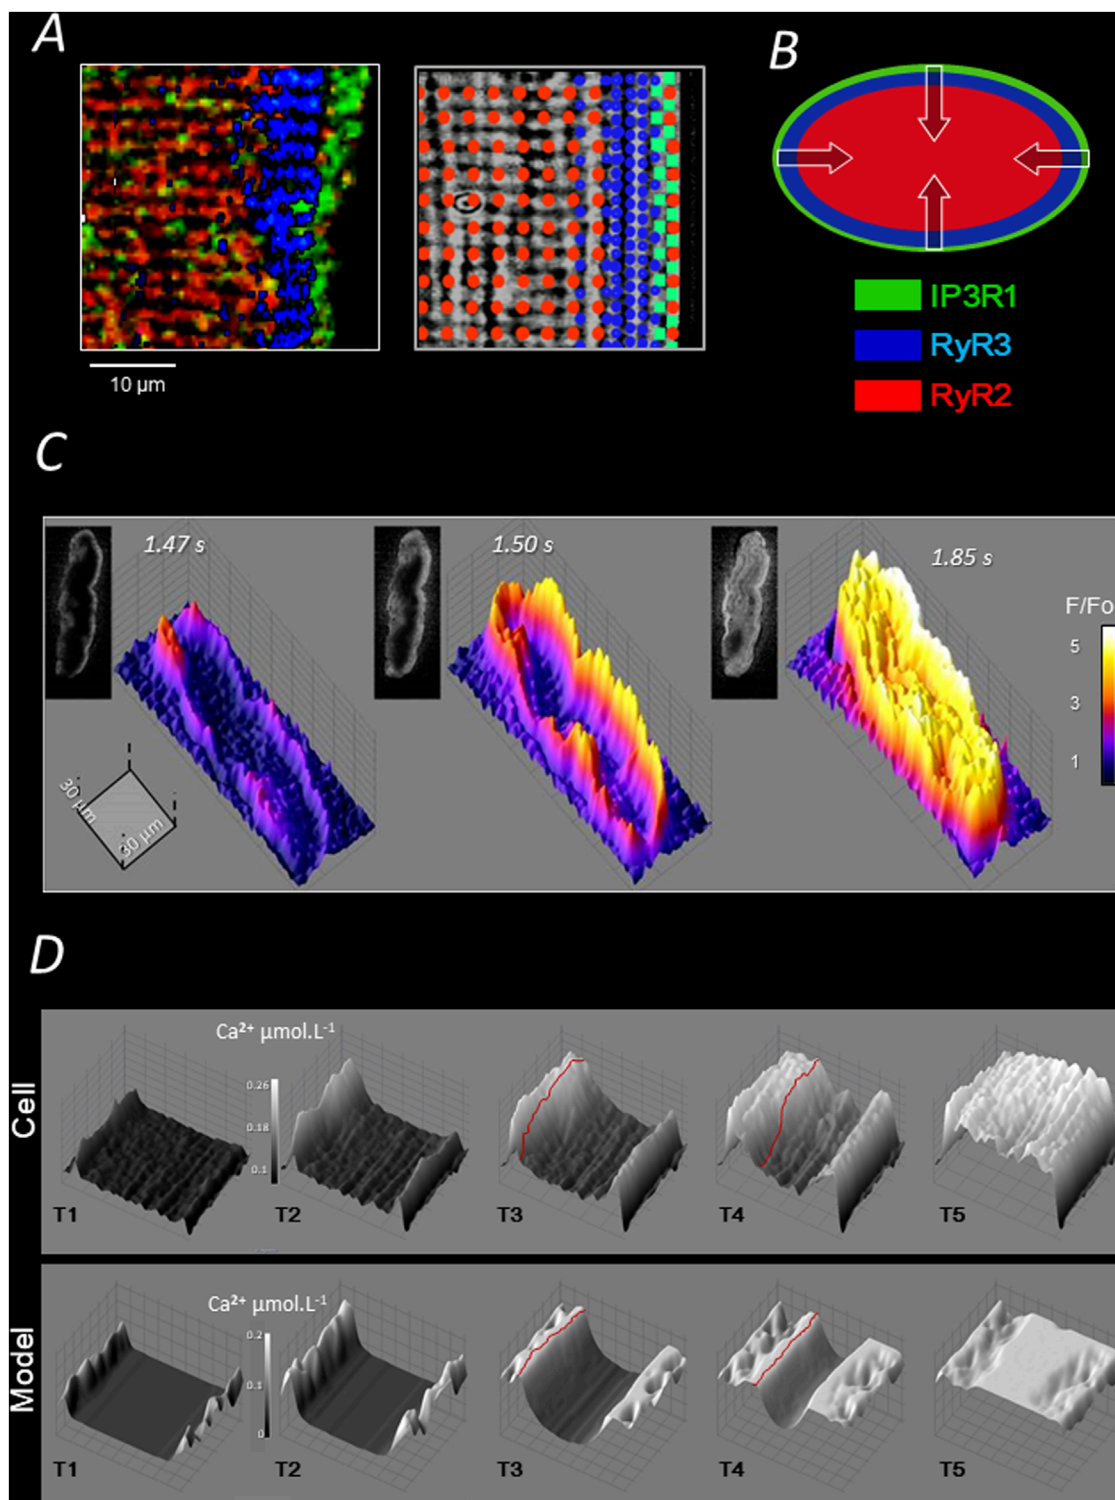 A
10 µm
B
IP3R1
RyR3
RyR2
C
1.47 s
1.50 s
1.85 s
F/Fo
5
3
1
30 µm
30 µm
D
Cell
Ca²⁺ µmol.L⁻¹
0.26
0.18
0.1
T1
T2
T3
T4
T5
Model
Ca²⁺ µmol.L⁻¹
0.2
0.1
0
T1
T2
T3
T4
T5